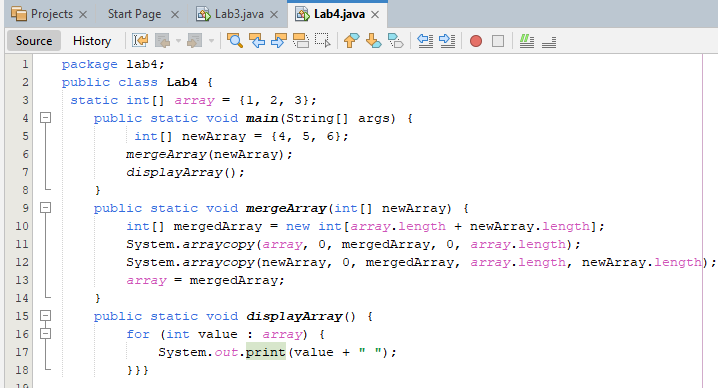 Projects Start Page Lab3.java Lab4.java
Source History
1 package lab4;
2 public class Lab4 {
3 static int[] array = {1, 2, 3};
4 public static void main(String[] args) {
5 int[] newArray = {4, 5, 6};
6 mergeArray(newArray);
7 displayArray();
8 }
9 public static void mergeArray(int[] newArray) {
10 int[] mergedArray = new int[array.length + newArray.length];
11 System.arraycopy(array, 0, mergedArray, 0, array.length);
12 System.arraycopy(newArray, 0, mergedArray, array.length, newArray.length);
13 array = mergedArray;
14 }
15 public static void displayArray() {
16 for (int value : array) {
17 System.out.print(value + " ");
18 }}}
19